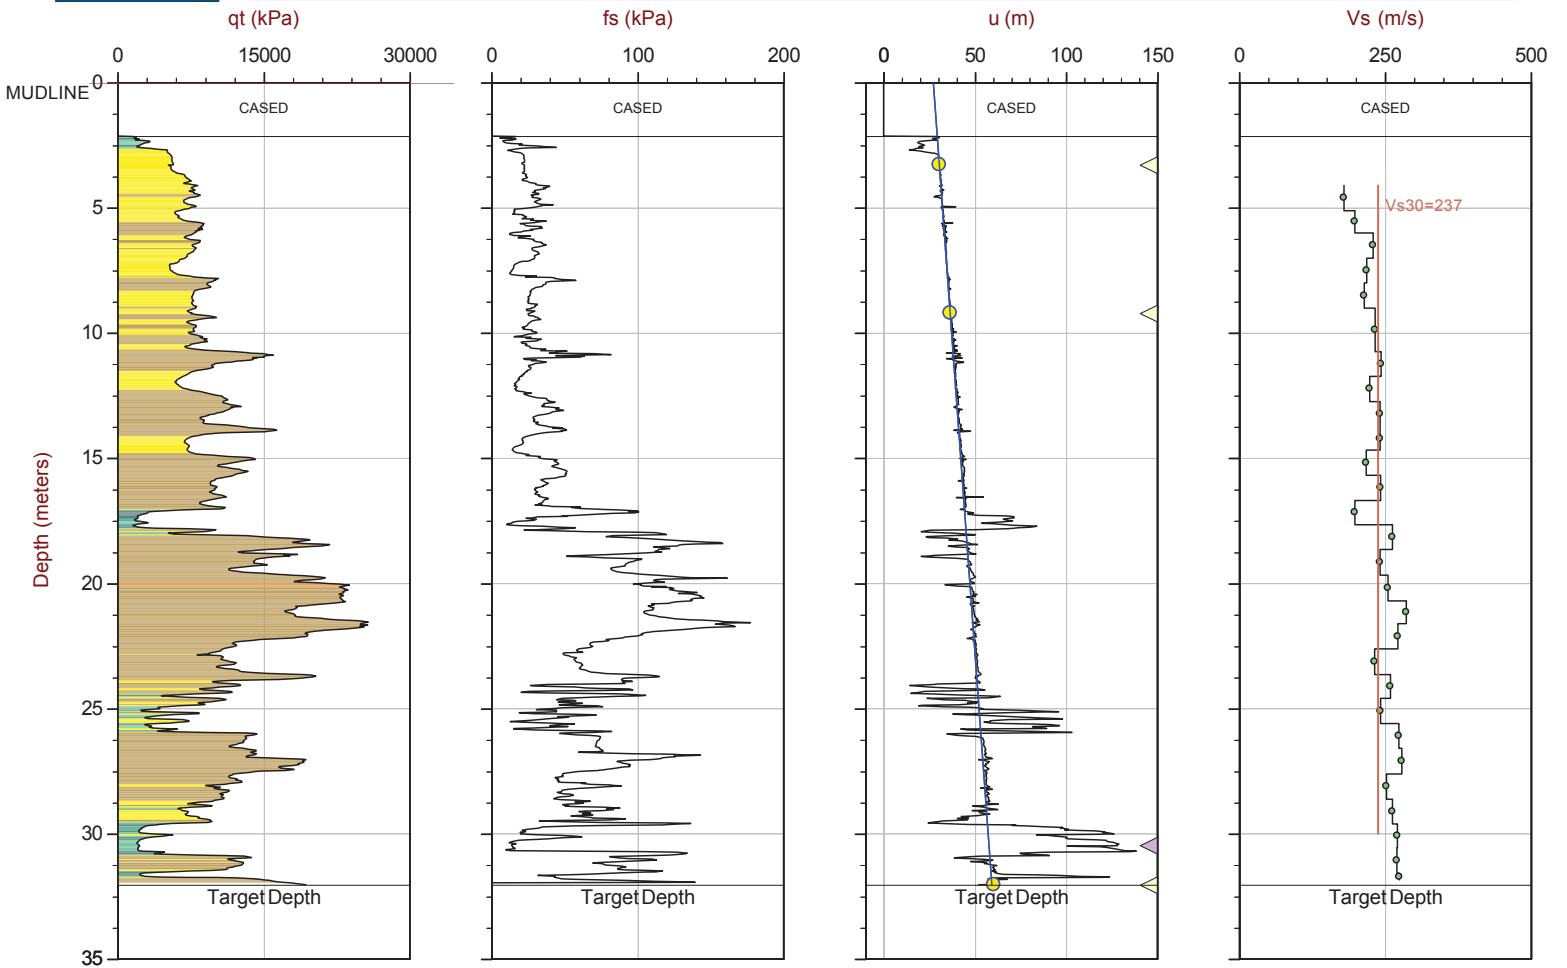 qt (kPa) fs (kPa) u (m) Vs (m/s)
0 15000 30000 0 100 200 0 50 100 150 0 250 500
MUDLINE 0
CASED CASED CASED CASED
5
Vs30=237
10
15
Depth (meters)
20
25
30
Target Depth Target Depth Target Depth Target Depth
35